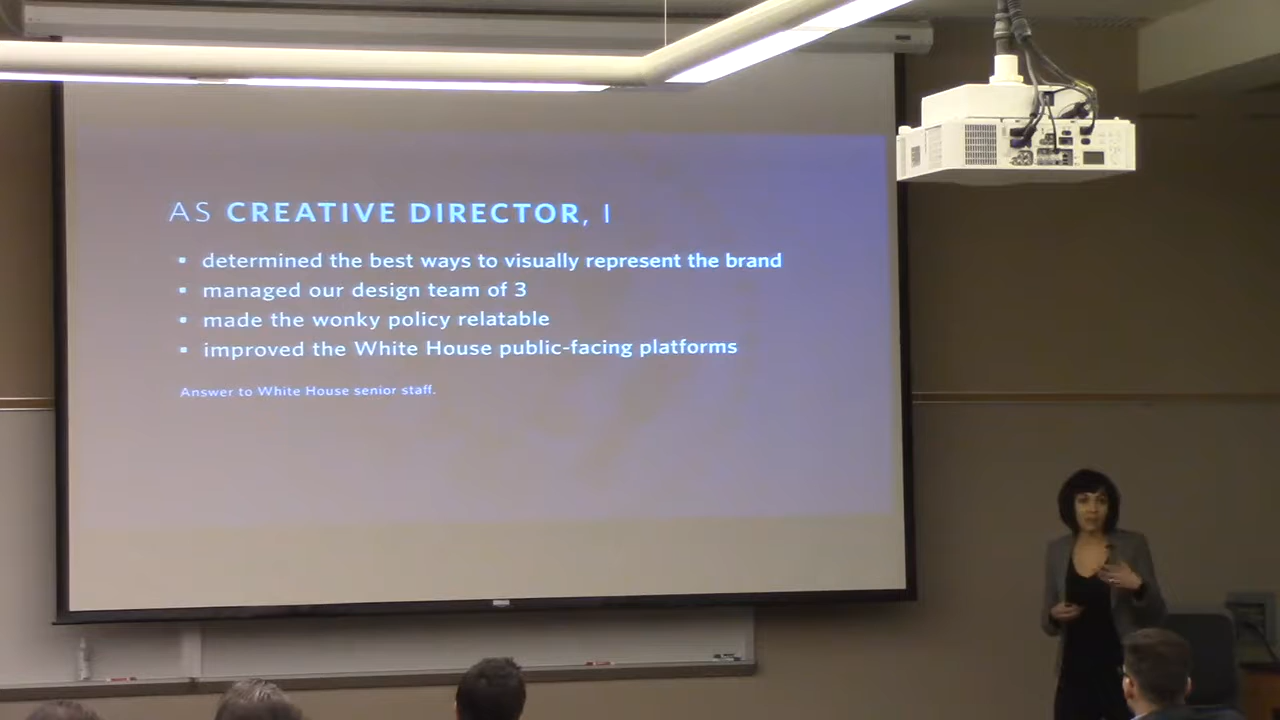 AS CREATIVE DIRECTOR, I
▪ determined the best ways to visually represent the brand
▪ managed our design team of 3
▪ made the wonky policy relatable
▪ improved the White House public-facing platforms
Answer to White House senior staff.